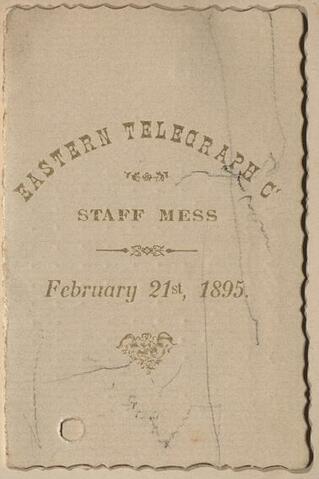 EASTERN TELEGRAPH Co
STAFF MESS
February 21st, 1895.